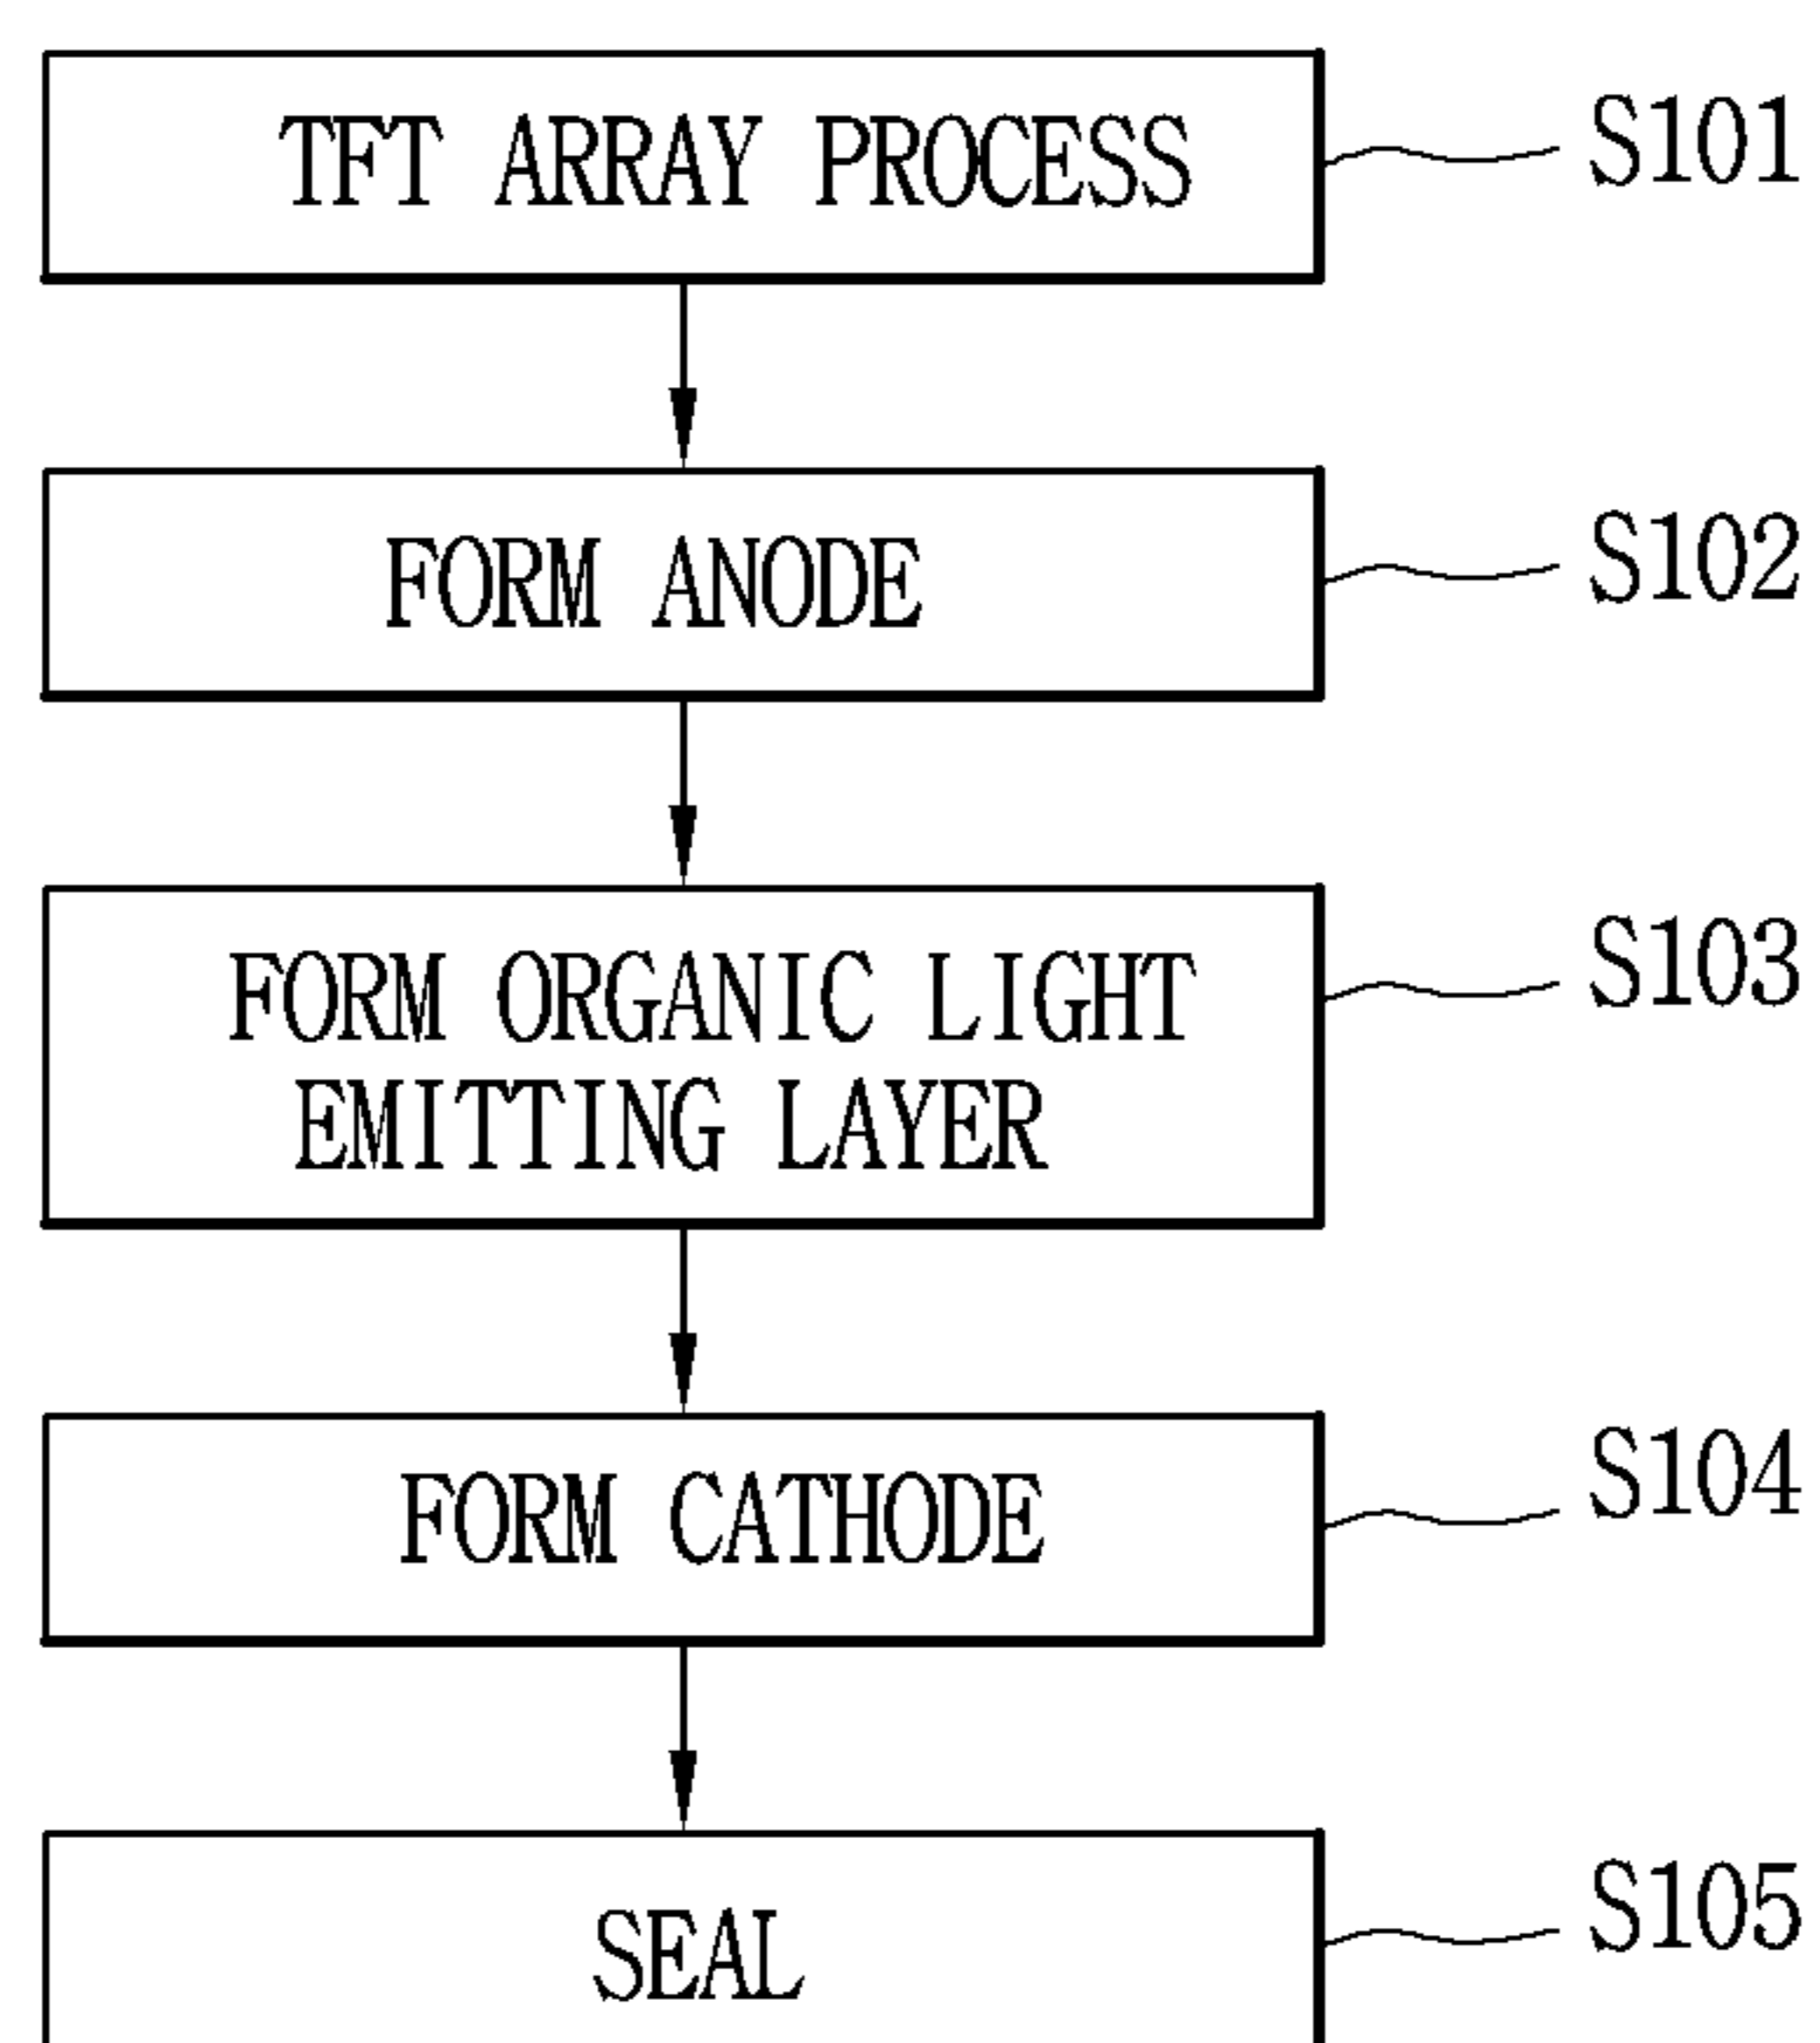 TFT ARRAY PROCESS
S101
FORM ANODE
S102
FORM ORGANIC LIGHT
EMITTING LAYER
S103
FORM CATHODE
S104
SEAL
S105